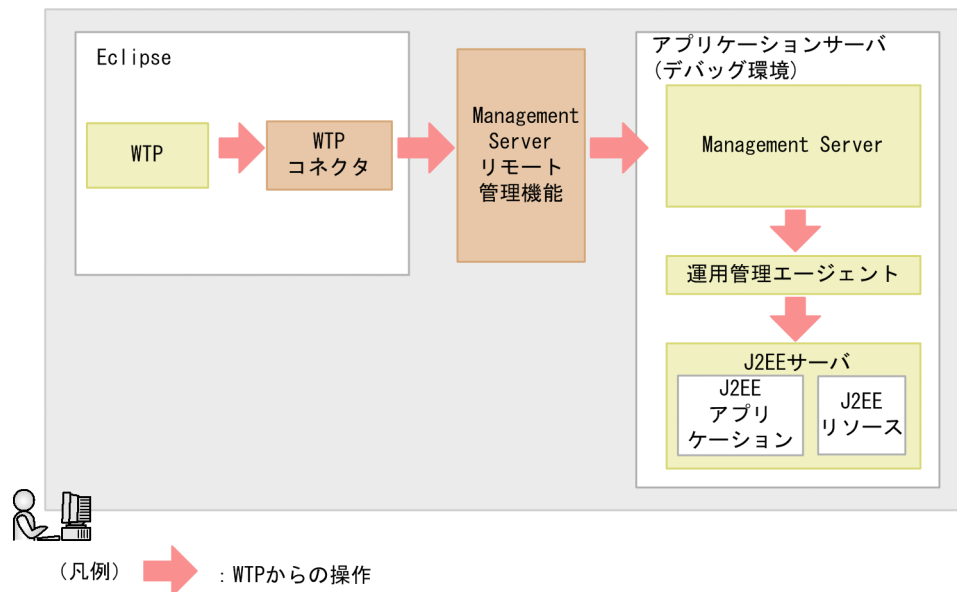 Eclipse
WTP
WTP
コネクタ
Management
Server
リモート
管理機能
アプリケーションサーバ
(デバッグ環境)
Management Server
運用管理エージェント
J2EEサーバ
J2EE
アプリ
ケーション
J2EE
リソース
(凡例)
：WTPからの操作